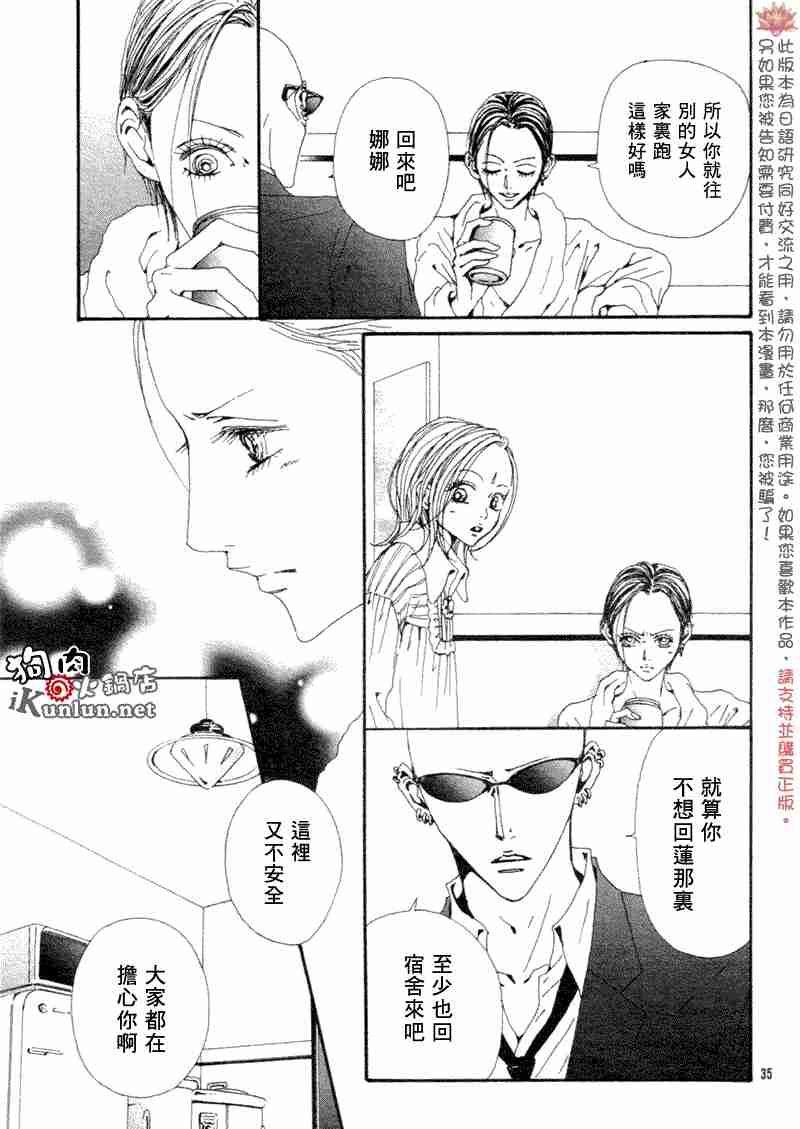 所以你就往
別的女人
家裏跑
這樣好嗎
回來吧
娜娜
就算你
不想回蓮那裏
至少也回
宿舍來吧
這裡
又不安全
大家都在
擔心你啊
狗肉
火鍋店
iKunlun.net
35
此版本為日語研究同好交流之用,請勿用於任何商業用途。如果您喜歡本作品,請支持並購買正版。
另如果您被告知需要付費,才能看到本漫畫,那麼,您被騙了!